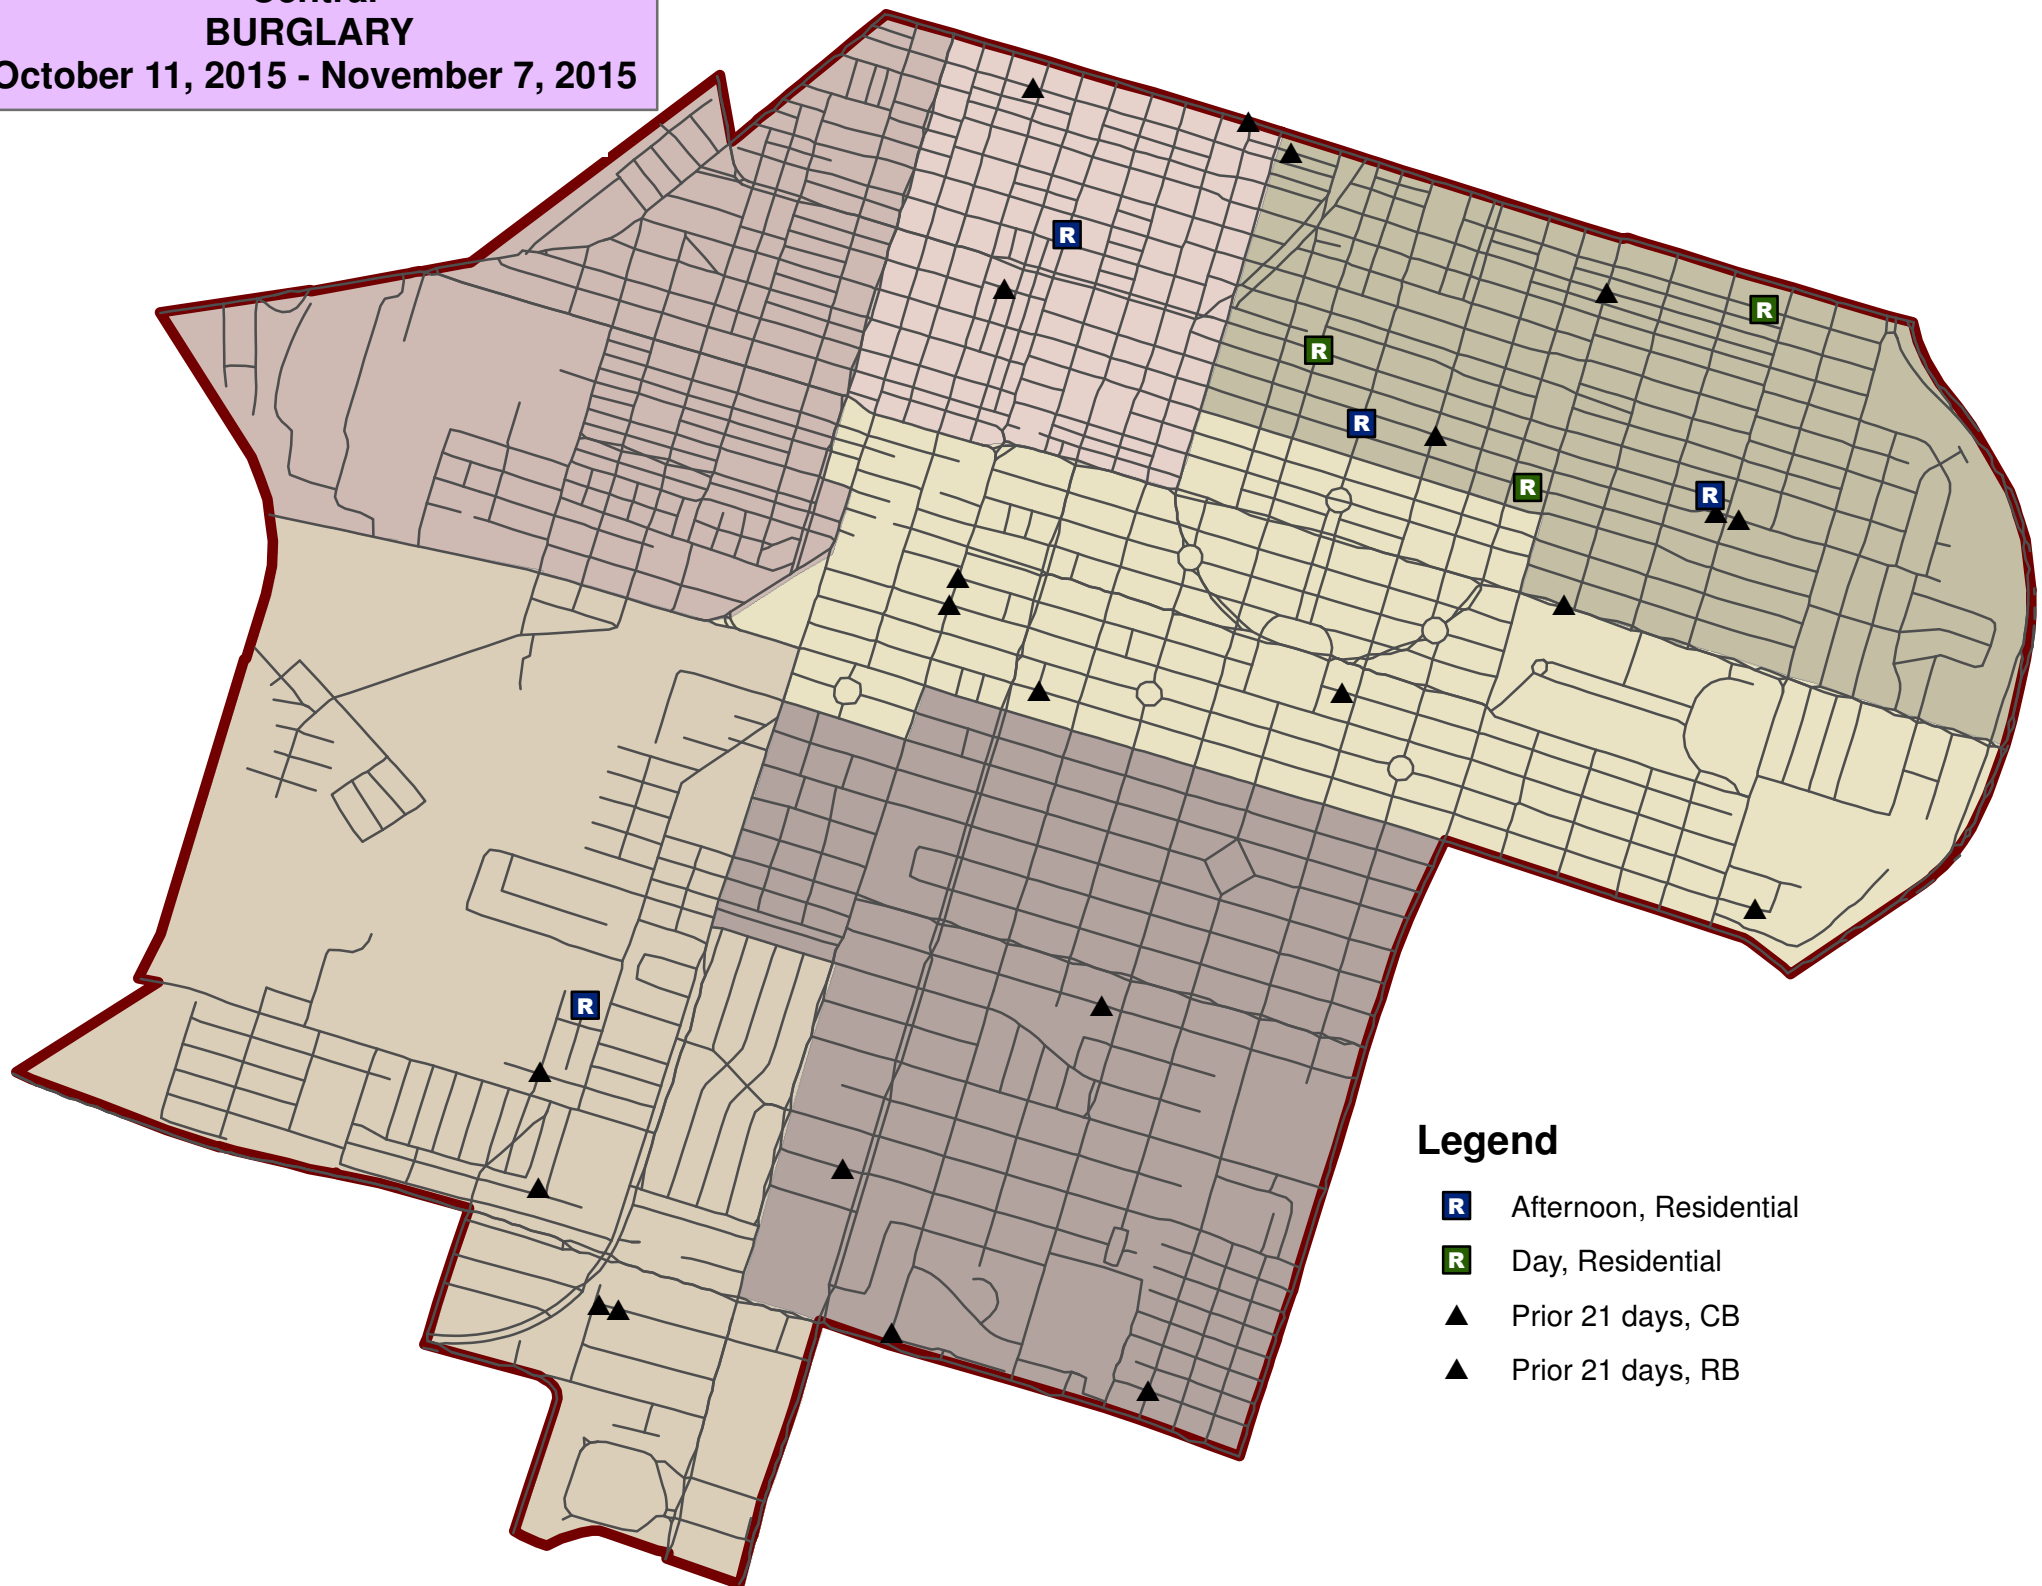 Central
BURGLARY
October 11, 2015 - November 7, 2015
R
R
R
R
R
R
R
R
Legend
R Afternoon, Residential
R Day, Residential
Prior 21 days, CB
Prior 21 days, RB